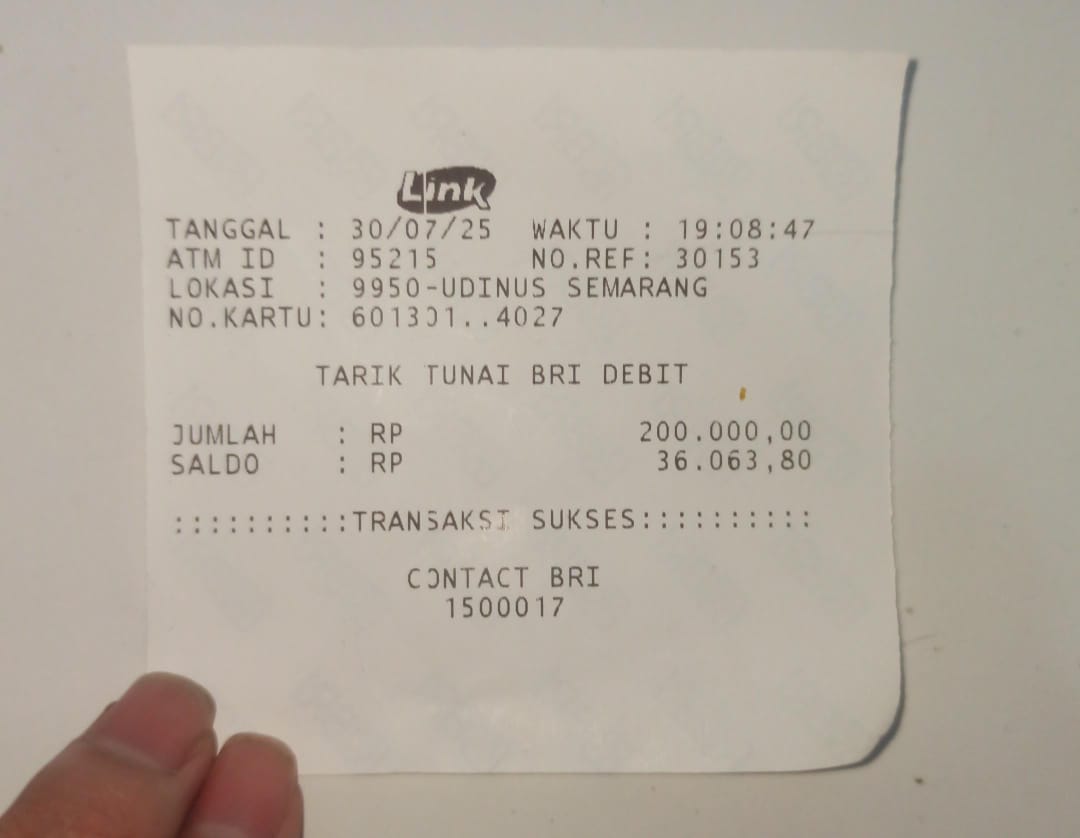 Link
TANGGAL : 30/07/25 WAKTU : 19:08:47
ATM ID : 95215 NO.REF: 30153
LOKASI : 9950-UDINUS SEMARANG
NO.KARTU: 601301..4027
TARIK TUNAI BRI DEBIT
JUMLAH : RP 200.000,00
SALDO : RP 36.063,80
::::::::::TRANSAKSI SUKSES::::::::::
CONTACT BRI
1500017